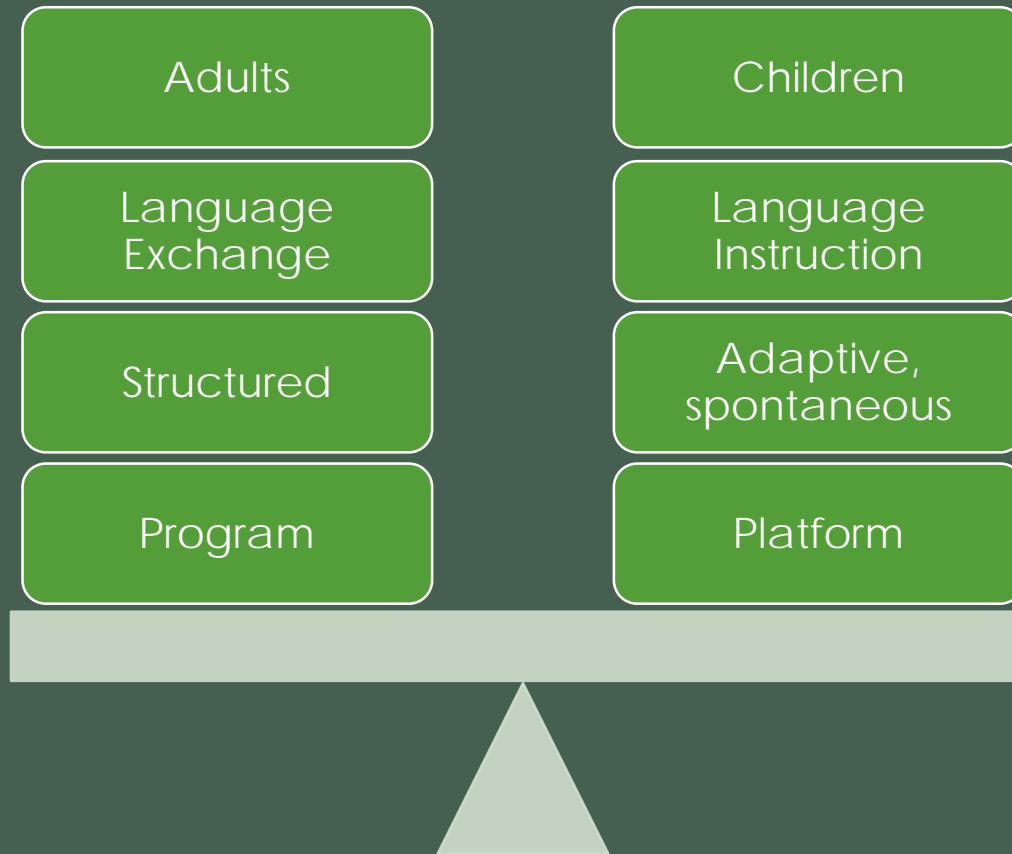 Adults
Children
Language
Exchange
Language
Instruction
Structured
Adaptive,
spontaneous
Program
Platform